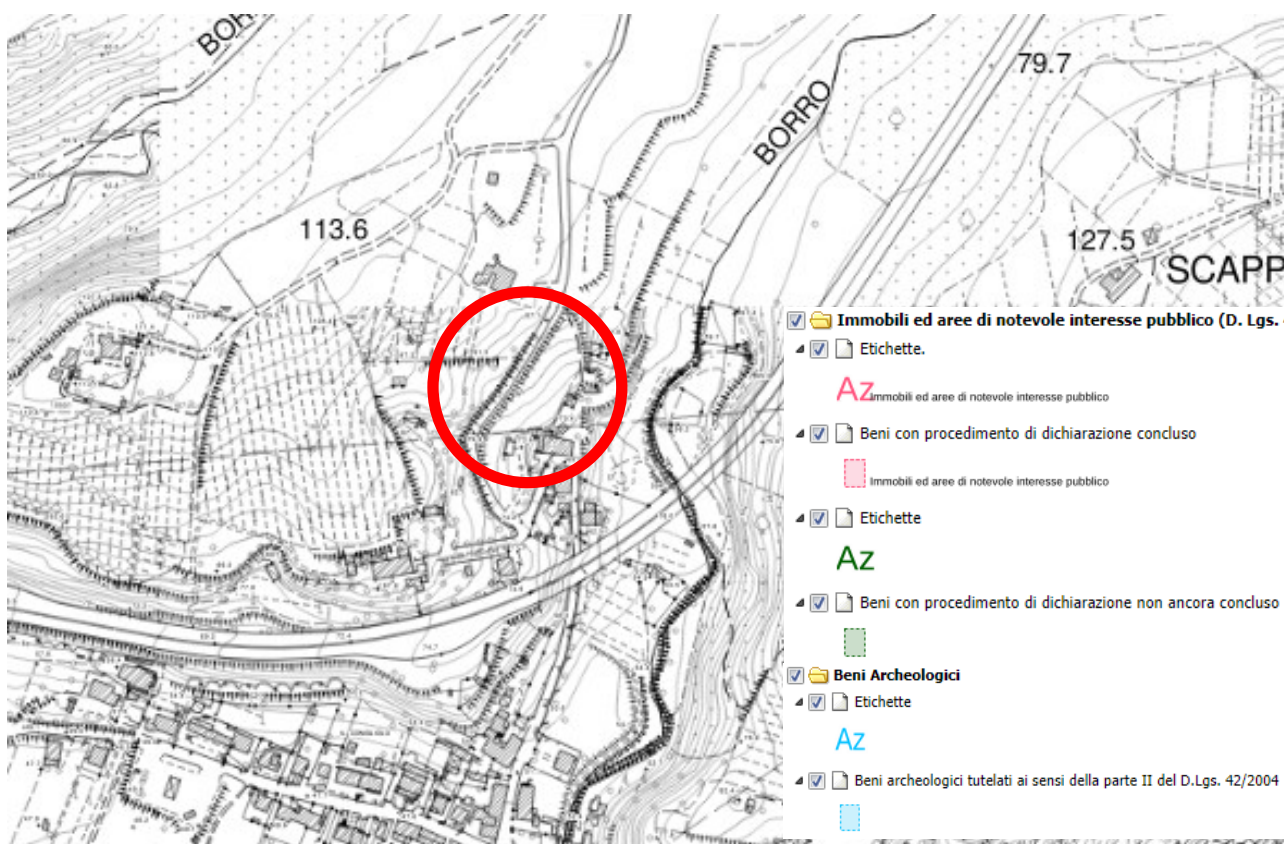 BORR
79.7
BORRO
113.6
127.5
SCAPP
Immobili ed aree di notevole interesse pubblico (D. Lgs.
Etichette.
Az Immobili ed aree di notevole interesse pubblico
Beni con procedimento di dichiarazione concluso
Immobili ed aree di notevole interesse pubblico
Etichette
Az
Beni con procedimento di dichiarazione non ancora concluso
Beni Archeologici
Etichette
Az
Beni archeologici tutelati ai sensi della parte II del D.Lgs. 42/2004